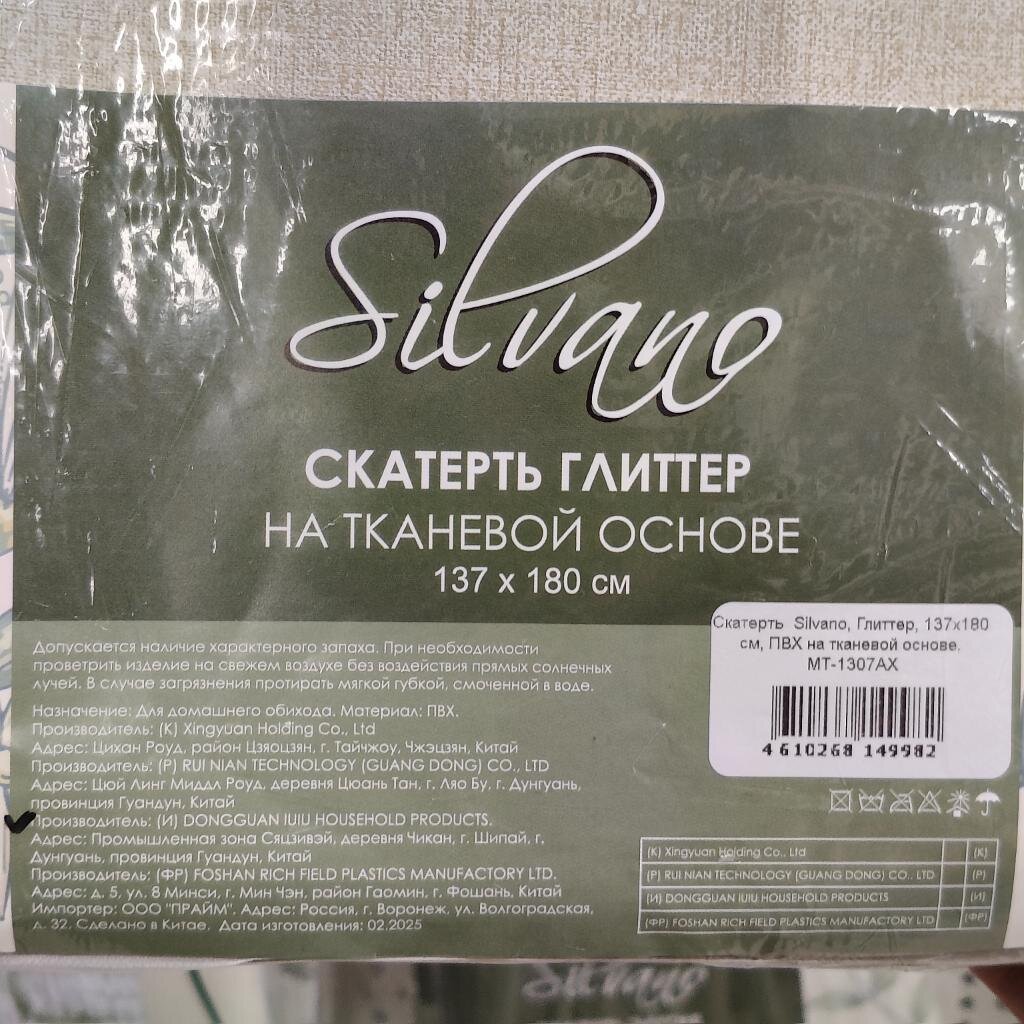 Silvano
СКАТЕРТЬ ГЛИТТЕР
НА ТКАНЕВОЙ ОСНОВЕ
137 х 180 см
Скатерть Silvano, Глиттер, 137х180
см, ПВХ на тканевой основе.
МТ-1307АХ
4 610268 149982
Допускается наличие характерного запаха. При необходимости
проветрить изделие на свежем воздухе без воздействия прямых солнечных
лучей. В случае загрязнения протирать мягкой губкой, смоченной в воде.
Назначение: Для домашнего обихода. Материал: ПВХ.
Производитель: (К) Xingyuan Holding Co., Ltd
Адрес: Цихан Роуд, район Цзяоцзян, г. Тайчжоу, Чжэцзян, Китай
Производитель: (Р) RUI NIAN TECHNOLOGY (GUANG DONG) CO., LTD
Адрес: Цюй Линг Миддл Роуд, деревня Цюань Тан, г. Ляо Бу, г. Дунгуань,
провинция Гуандун, Китай
Производитель: (И) DONGGUAN IUIU HOUSEHOLD PRODUCTS.
Адрес: Промышленная зона Сяцзивэй, деревня Чикан, г. Шипай, г.
Дунгуань, провинция Гуандун, Китай
Производитель: (ФР) FOSHAN RICH FIELD PLASTICS MANUFACTORY LTD.
Адрес: д. 5, ул. 8 Минси, г. Мин Чэн, район Гаомин, г. Фошань, Китай
Импортер: ООО "ПРАЙМ". Адрес: Россия, г. Воронеж, ул. Волгоградская,
д. 32. Сделано в Китае. Дата изготовления: 02.2025
(К) Xingyuan Holding Co., Ltd (К)
(Р) RUI NIAN TECHNOLOGY (GUANG DONG) CO., LTD (Р)
(И) DONGGUAN IUIU HOUSEHOLD PRODUCTS (И)
(ФР) FOSHAN RICH FIELD PLASTICS MANUFACTORY LTD (ФР)
Silvano